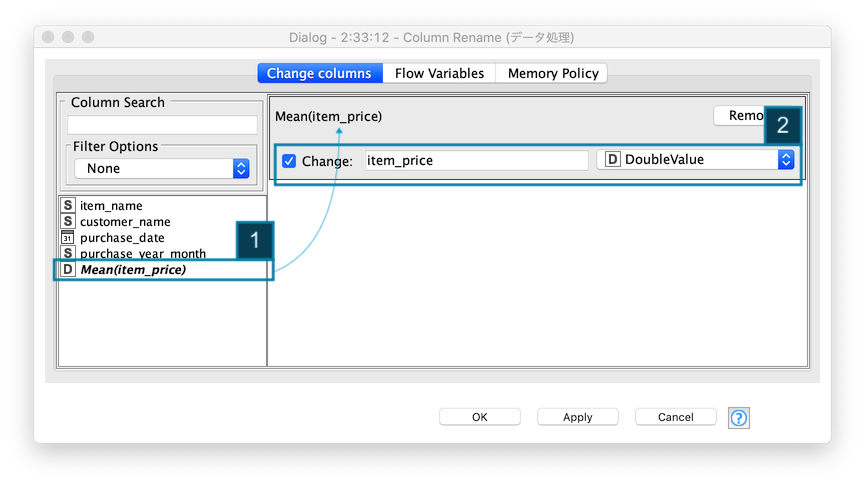 Dialog - 2:33:12 - Column Rename (データ処理)
Change columns Flow Variables Memory Policy
Column Search
Filter Options
None
S item_name
S customer_name
31 purchase_date
S purchase_year_month
D Mean(item_price)
1
Mean(item_price)
Remo
2
Change: item_price D DoubleValue
OK Apply Cancel ?